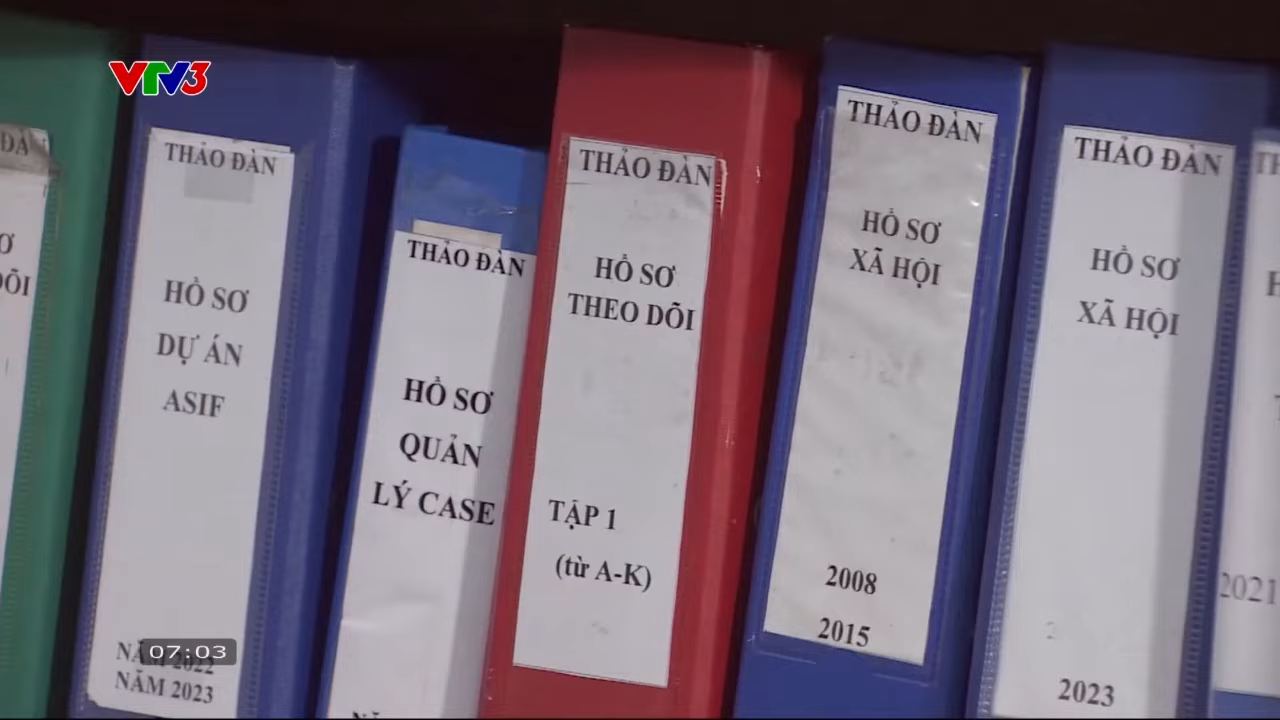 VTV3
THẢO ĐÀN
HỒ SƠ
DỰ ÁN
ASIF
NĂM 2022
NĂM 2023
THẢO ĐÀN
HỒ SƠ
QUẢN
LÝ CASE
THẢO ĐÀN
HỒ SƠ
THEO DÕI
TẬP 1
(từ A-K)
THẢO ĐÀN
HỒ SƠ
XÃ HỘI
2008
2015
THẢO ĐÀN
HỒ SƠ
XÃ HỘI
2023
2021
07:03